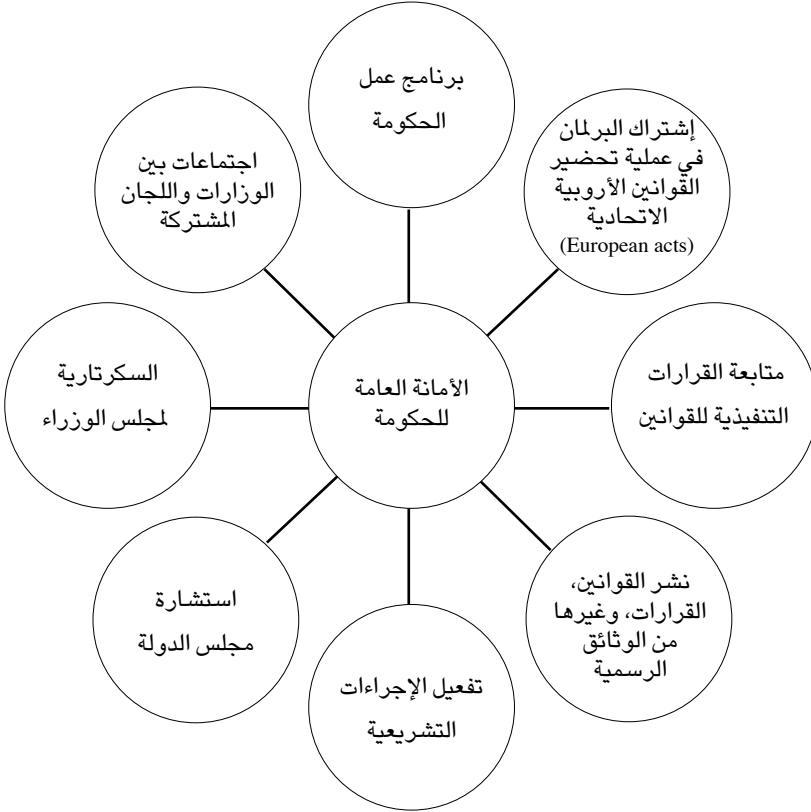 برنامج عمل
الحكومة
إشتراك البرلمان
في عملية تحضير
القوانين الأروبية
الاتحادية
(European acts)
اجتماعات بين
الوزارات واللجان
المشتركة
متابعة القرارات
التنفيذية للقوانين
الأمانة العامة
للحكومة
السكرتارية
لمجلس الوزراء
نشر القوانين،
القرارات، وغيرها
من الوثائق
الرسمية
استشارة
مجلس الدولة
تفعيل الإجراءات
التشريعية